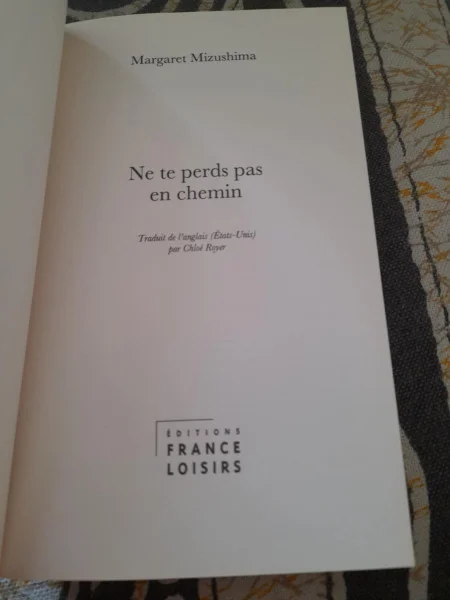 Margaret Mizushima
Ne te perds pas
en chemin
Traduit de l'anglais (États-Unis)
par Chloé Royer
ÉDITIONS
FRANCE
LOISIRS